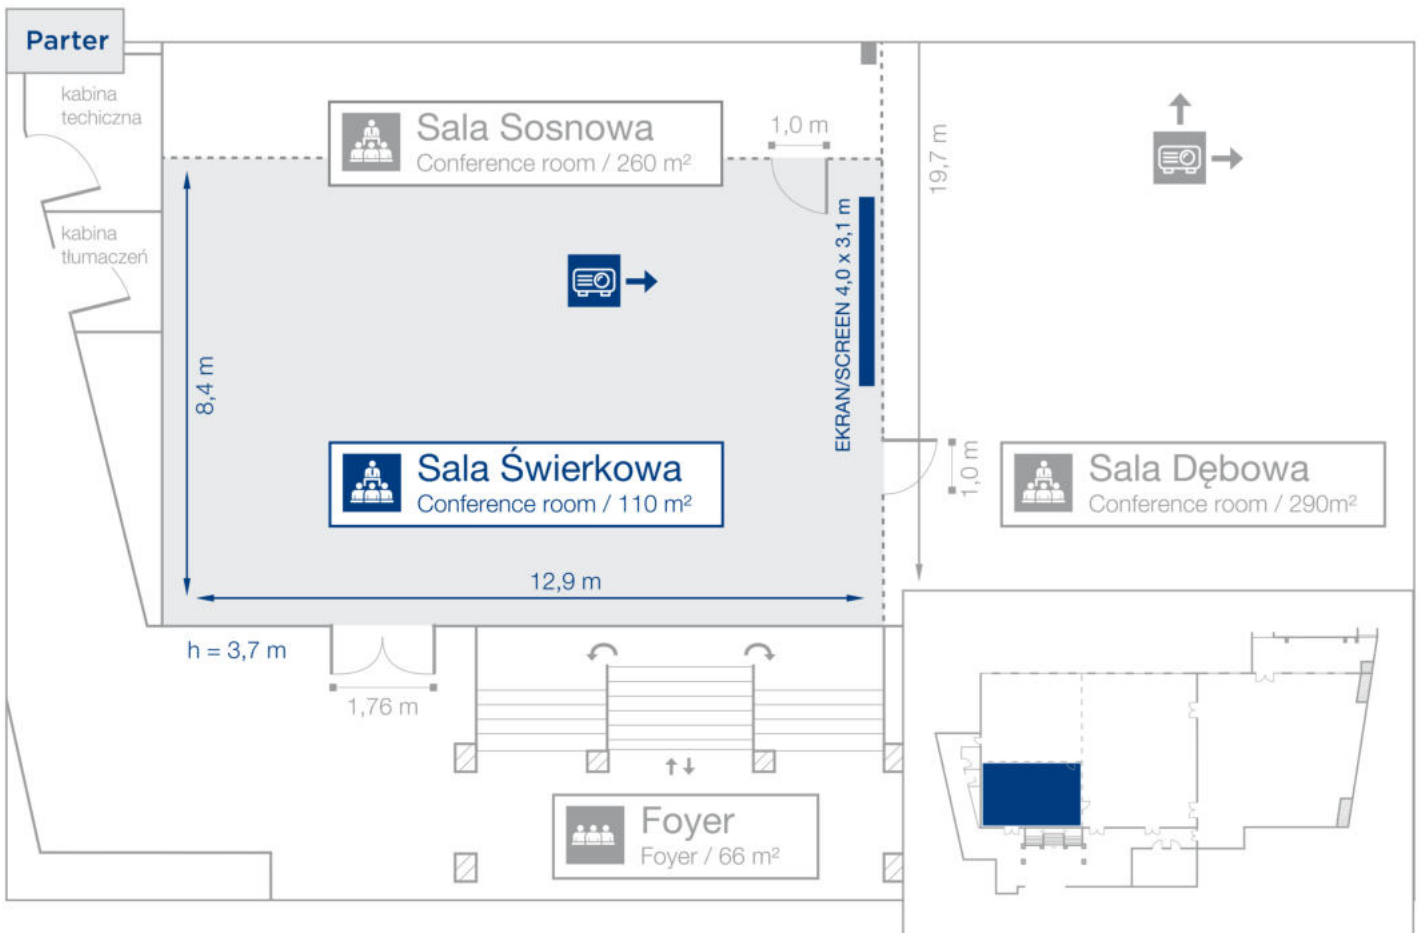 Parter
kabina
techiczna
Sala Sosnowa
Conference room / 260 m²
1,0 m
19,7 m
kabina
tłumaczeń
EKRAN/SCREEN 4,0 x 3,1 m
8,4 m
Sala Świerkowa
Conference room / 110 m²
1,0 m
Sala Dębowa
Conference room / 290m²
12,9 m
h = 3,7 m
1,76 m
Foyer
Foyer / 66 m²